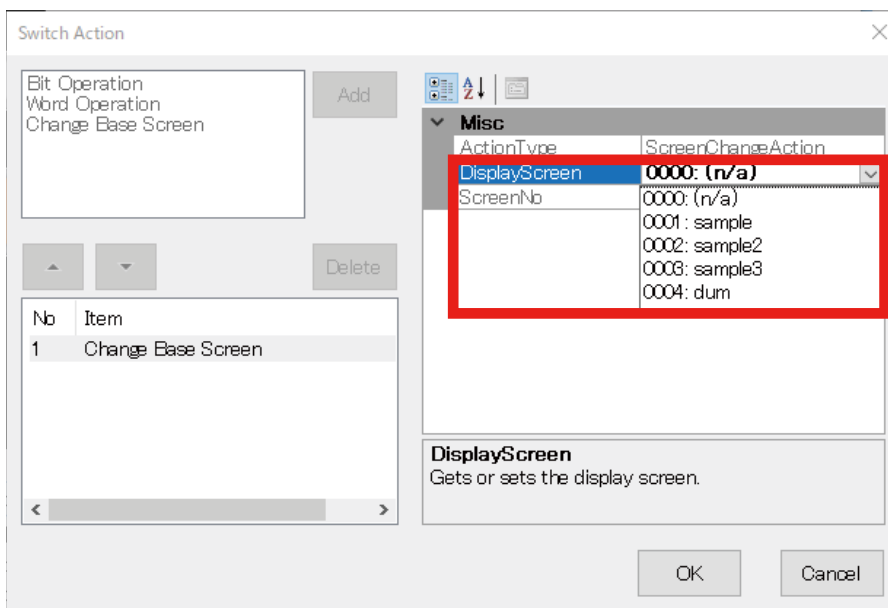 Switch Action
Bit Operation
Word Operation
Change Base Screen
Add
Delete
No Item
1 Change Base Screen
Misc
ActionType ScreenChangeAction
DisplayScreen 0000: (n/a)
ScreenNo
0000: (n/a)
0001: sample
0002: sample2
0003: sample3
0004: dum
DisplayScreen
Gets or sets the display screen.
OK Cancel